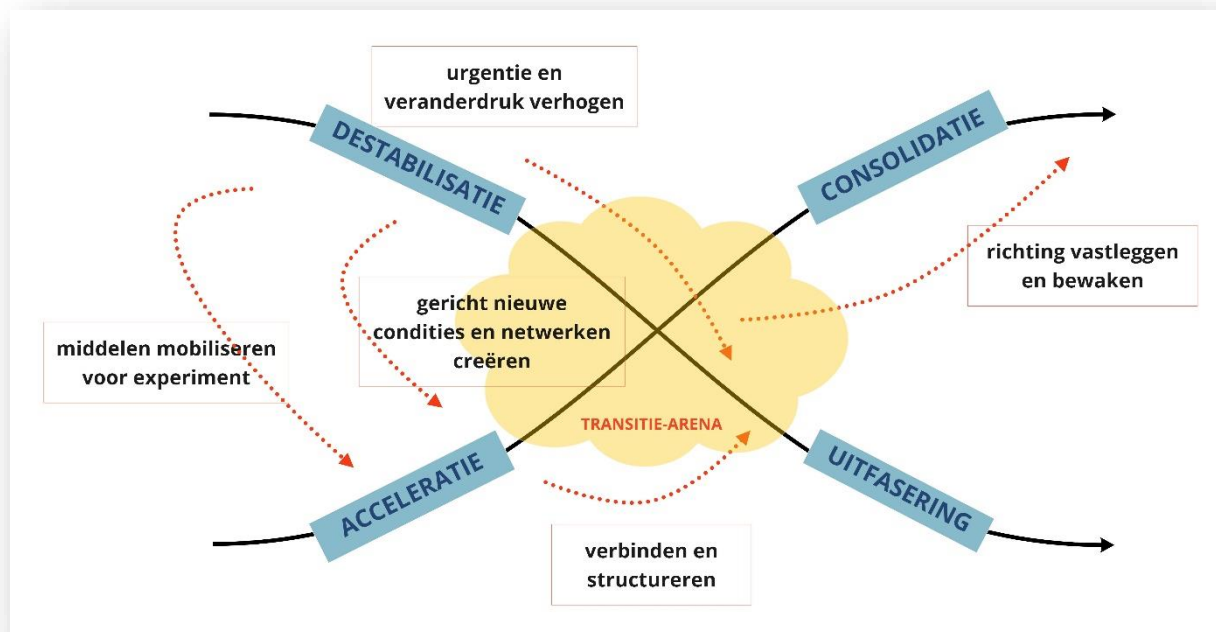 urgentie en
veranderdruk verhogen
DESTABILISATIE
CONSOLIDATIE
richting vastleggen
en bewaken
gericht nieuwe
condities en netwerken
creëren
middelen mobiliseren
voor experiment
TRANSITIE-ARENA
ACCELERATIE
UITFASERING
verbinden en
structureren